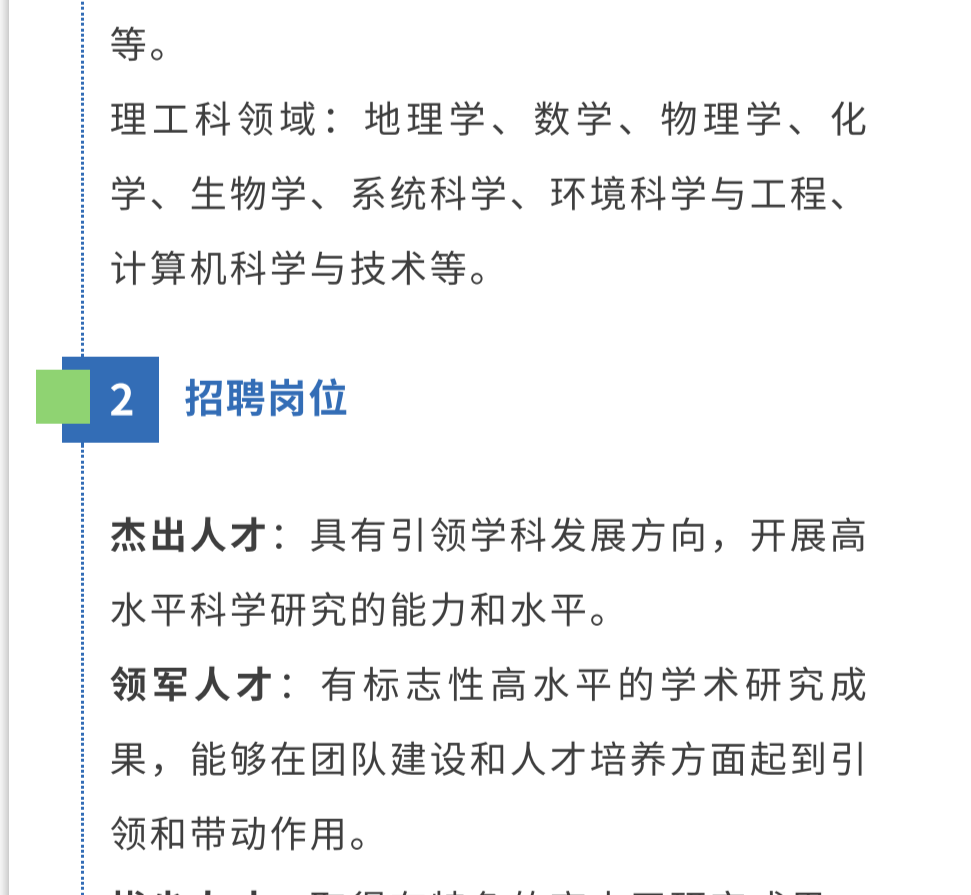 等。
理工科领域：地理学、数学、物理学、化
学、生物学、系统科学、环境科学与工程、
计算机科学与技术等。
2 招聘岗位
杰出人才：具有引领学科发展方向，开展高
水平科学研究的能力和水平。
领军人才：有标志性高水平的学术研究成
果，能够在团队建设和人才培养方面起到引
领和带动作用。